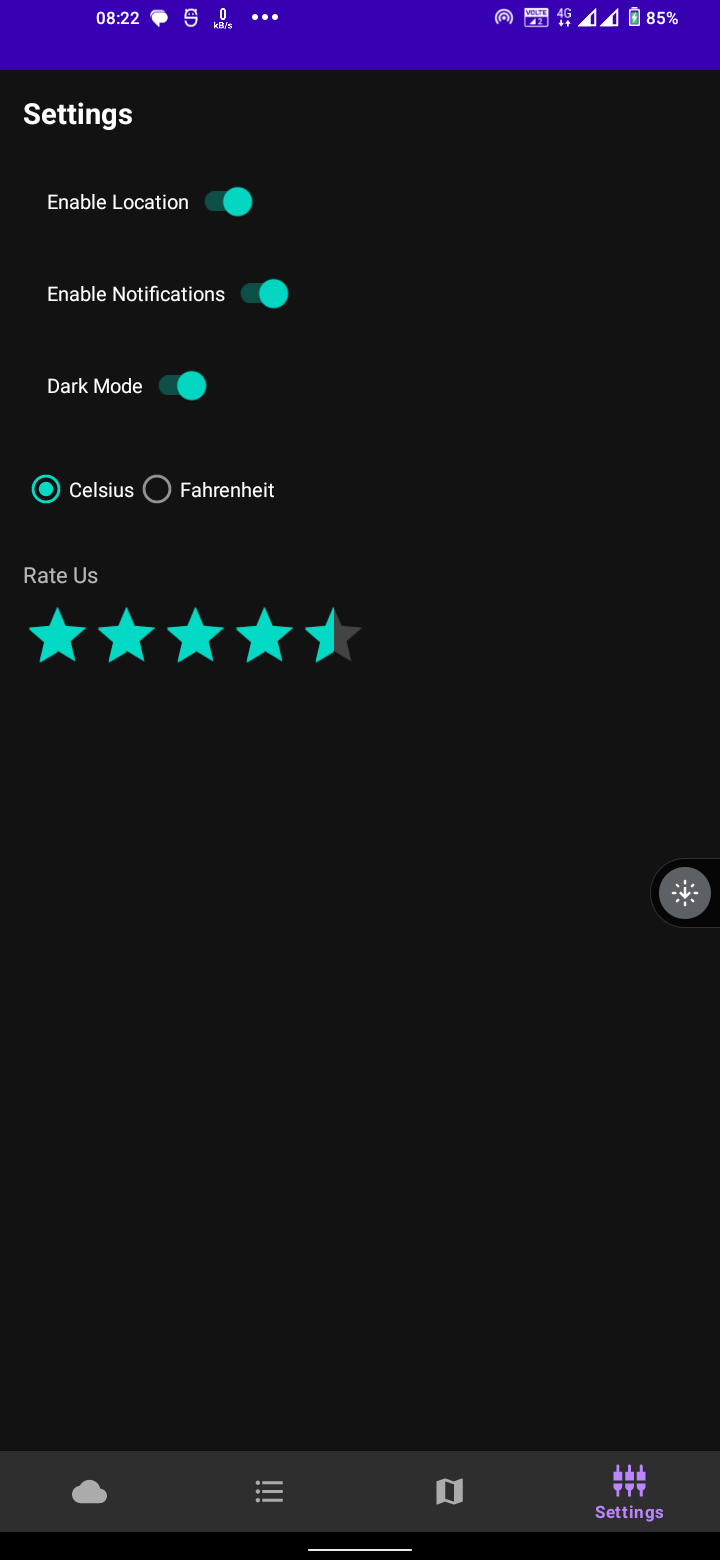 08:22 0 kB/s VOLTE 2 4G 85%
Settings
Enable Location
Enable Notifications
Dark Mode
Celsius Fahrenheit
Rate Us
Settings